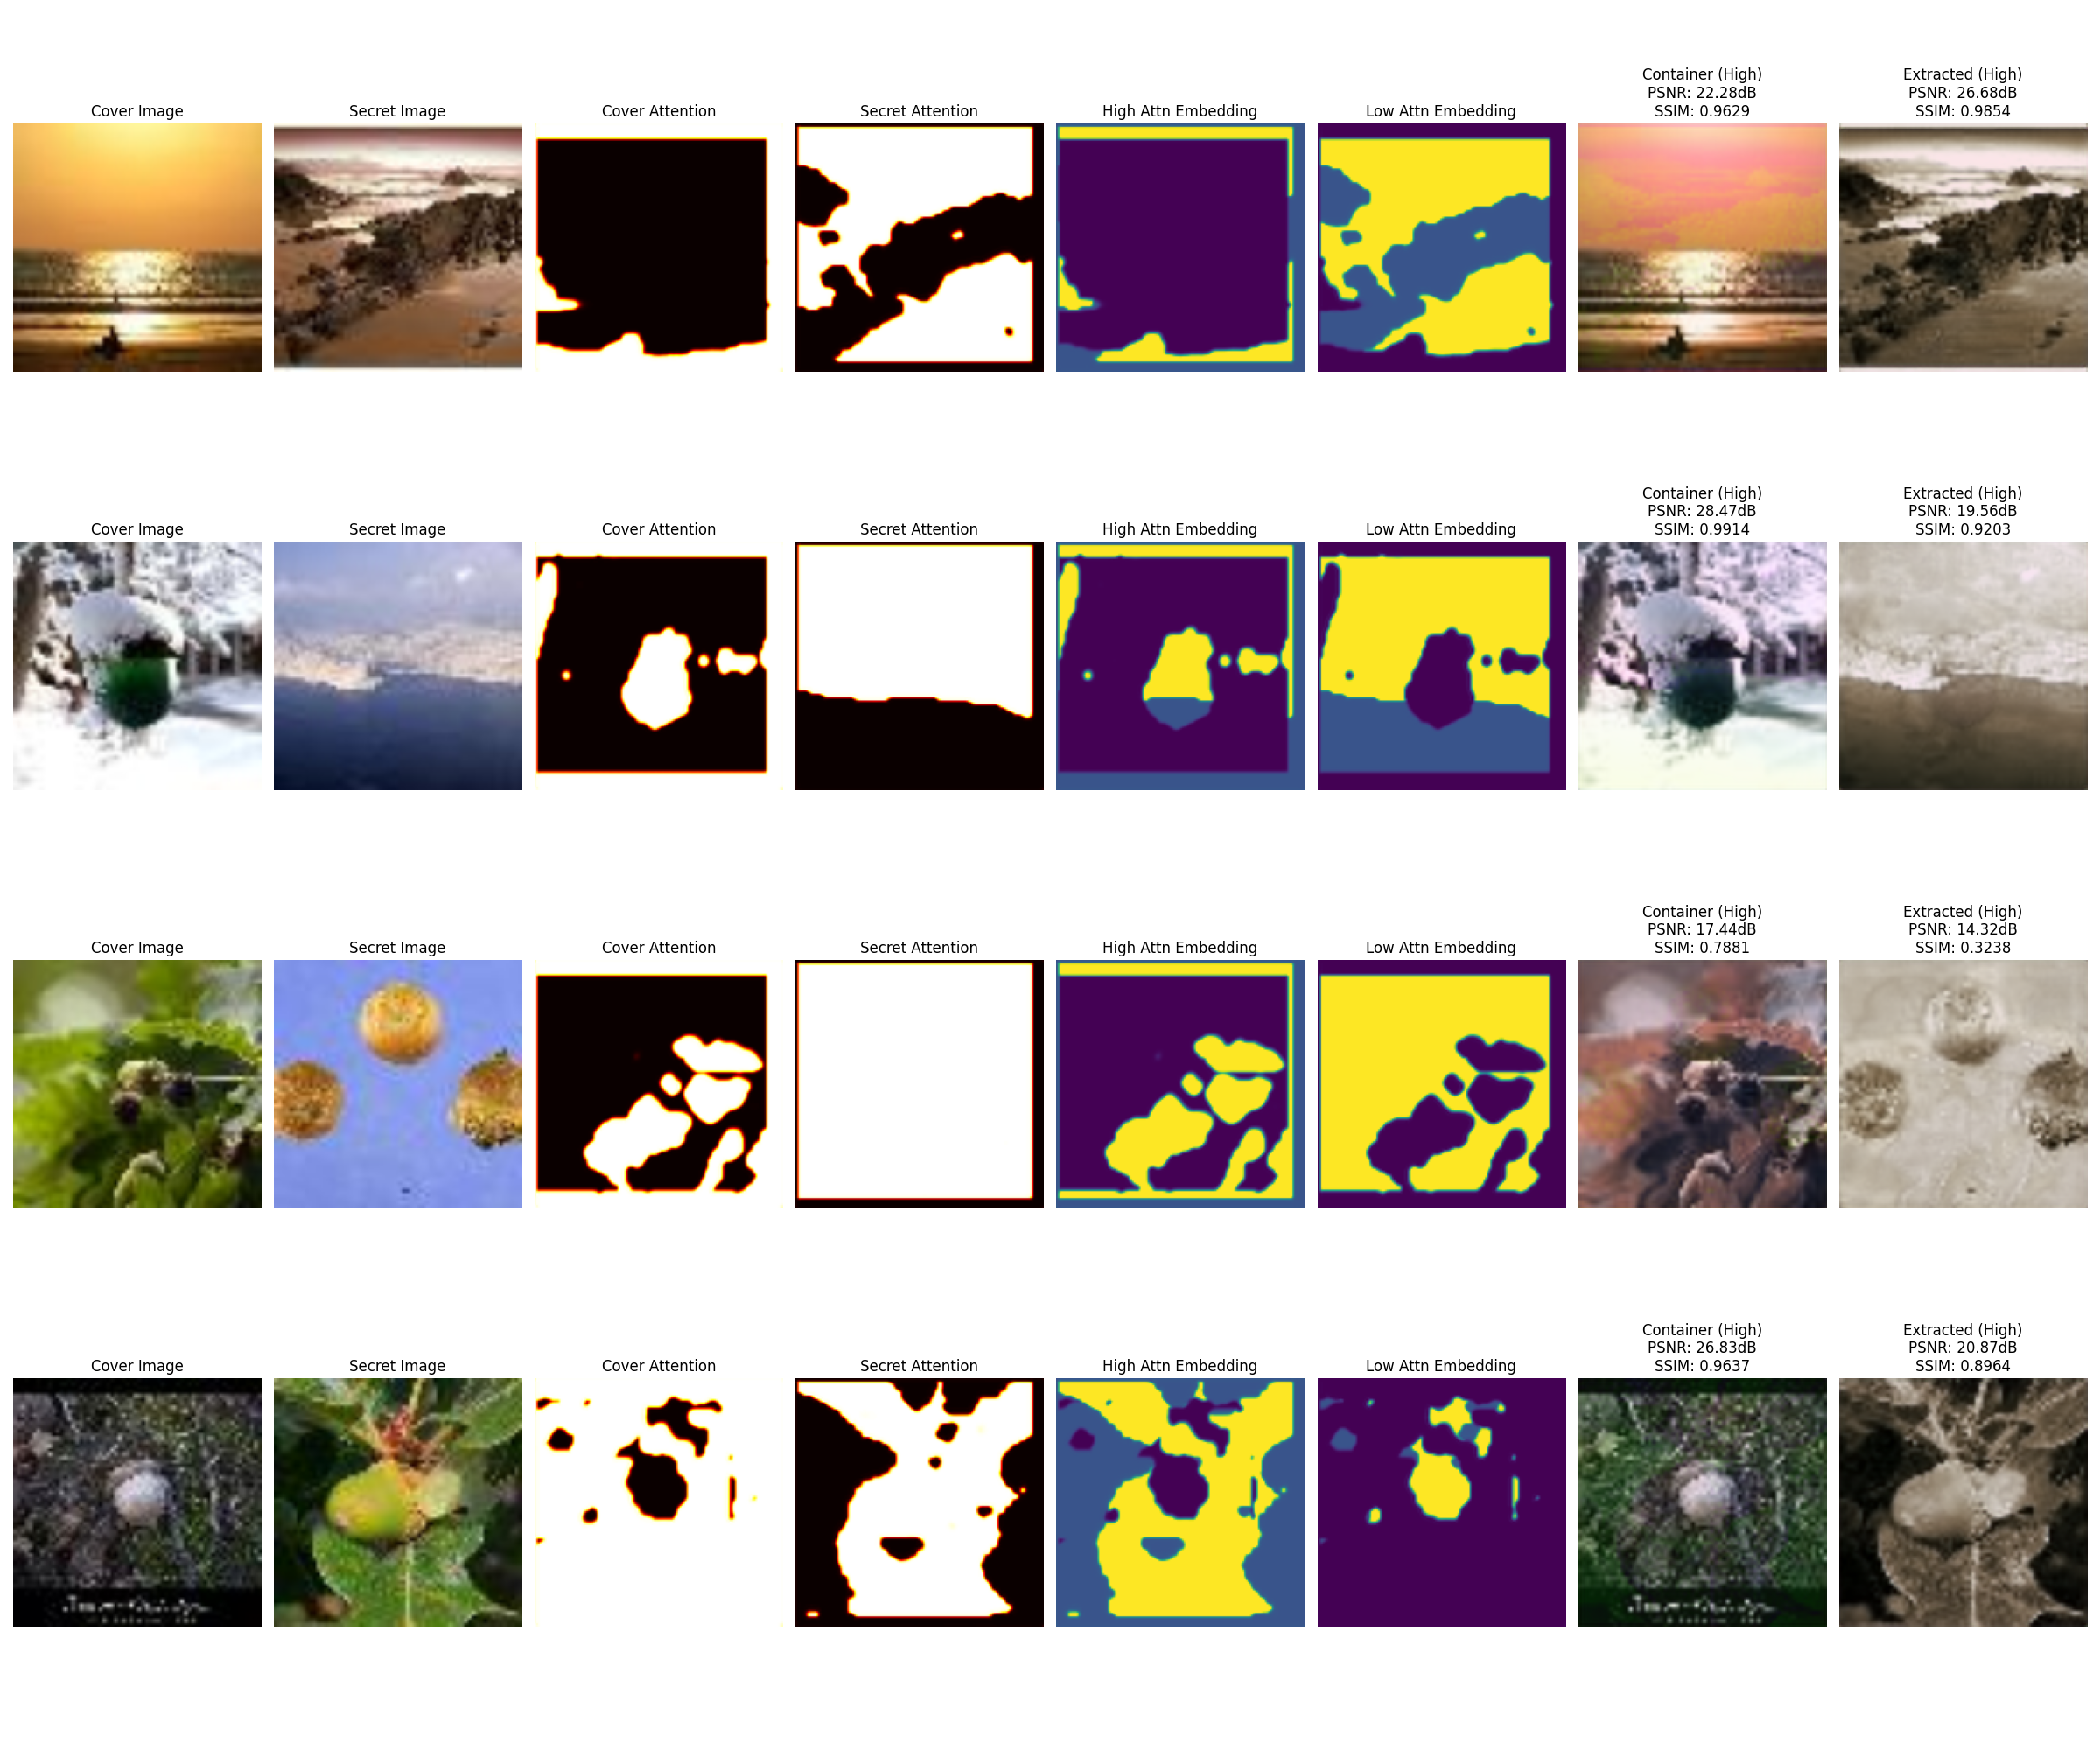 Container (High)
PSNR: 22.28dB
SSIM: 0.9629
Extracted (High)
PSNR: 26.68dB
SSIM: 0.9854
Cover Image
Secret Image
Cover Attention
Secret Attention
High Attn Embedding
Low Attn Embedding
Container (High)
PSNR: 28.47dB
SSIM: 0.9914
Extracted (High)
PSNR: 19.56dB
SSIM: 0.9203
Cover Image
Secret Image
Cover Attention
Secret Attention
High Attn Embedding
Low Attn Embedding
Container (High)
PSNR: 17.44dB
SSIM: 0.7881
Extracted (High)
PSNR: 14.32dB
SSIM: 0.3238
Cover Image
Secret Image
Cover Attention
Secret Attention
High Attn Embedding
Low Attn Embedding
Container (High)
PSNR: 26.83dB
SSIM: 0.9637
Extracted (High)
PSNR: 20.87dB
SSIM: 0.8964
Cover Image
Secret Image
Cover Attention
Secret Attention
High Attn Embedding
Low Attn Embedding